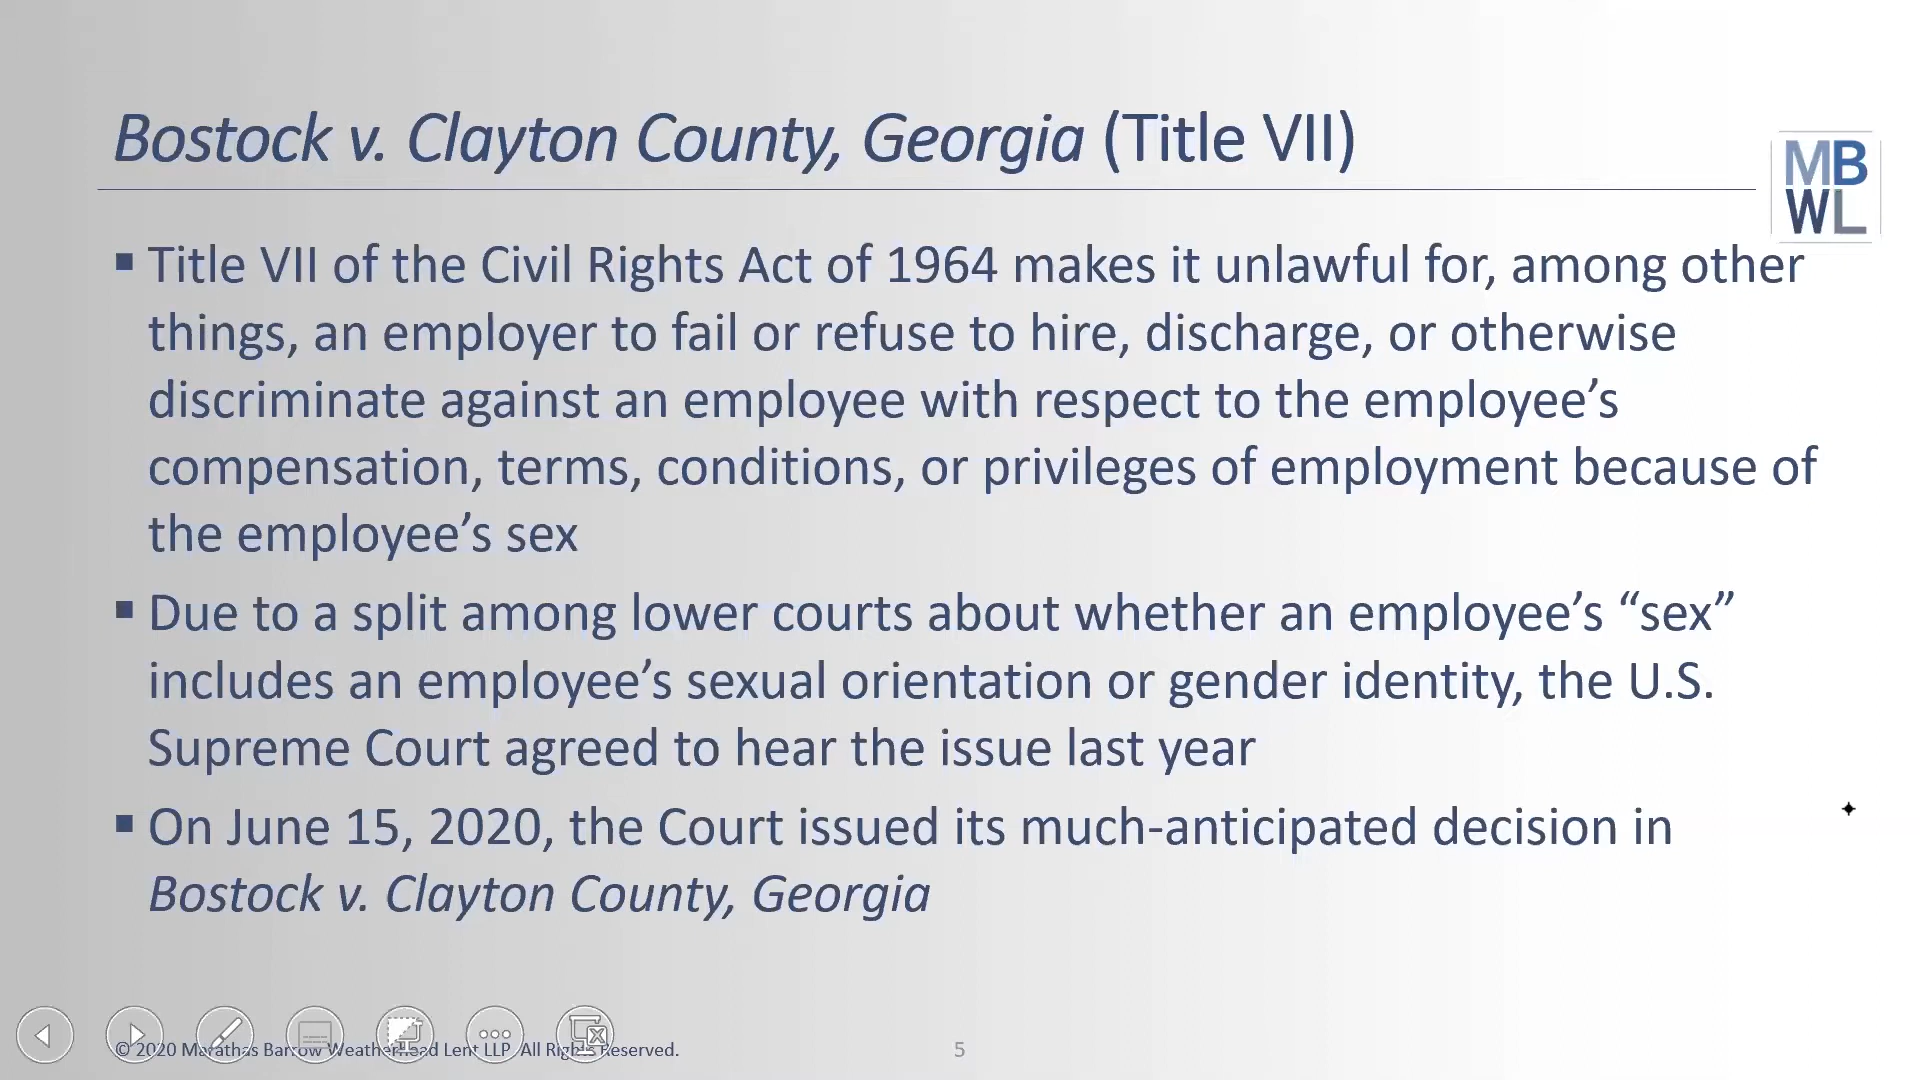 Bostock v. Clayton County, Georgia (Title VII)
MB
WL
▪ Title VII of the Civil Rights Act of 1964 makes it unlawful for, among other
things, an employer to fail or refuse to hire, discharge, or otherwise
discriminate against an employee with respect to the employee’s
compensation, terms, conditions, or privileges of employment because of
the employee’s sex
▪ Due to a split among lower courts about whether an employee’s “sex”
includes an employee’s sexual orientation or gender identity, the U.S.
Supreme Court agreed to hear the issue last year
▪ On June 15, 2020, the Court issued its much-anticipated decision in
Bostock v. Clayton County, Georgia
© 2020 Marathas Barrow Weatherhead Lent LLP. All Rights Reserved.
5